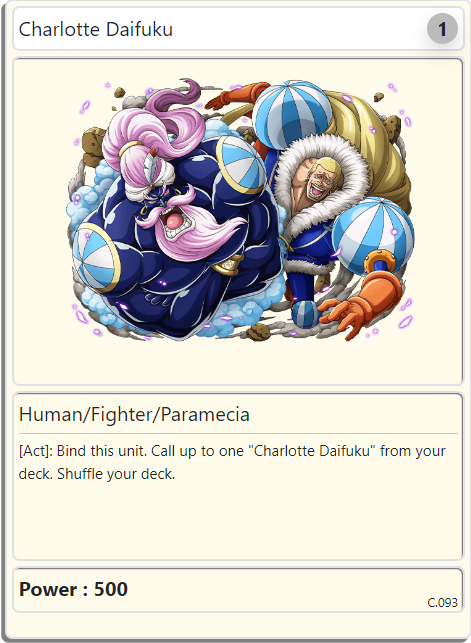 Charlotte Daifuku
1
Human/Fighter/Paramecia
[Act]: Bind this unit. Call up to one "Charlotte Daifuku" from your
deck. Shuffle your deck.
Power : 500
C.093